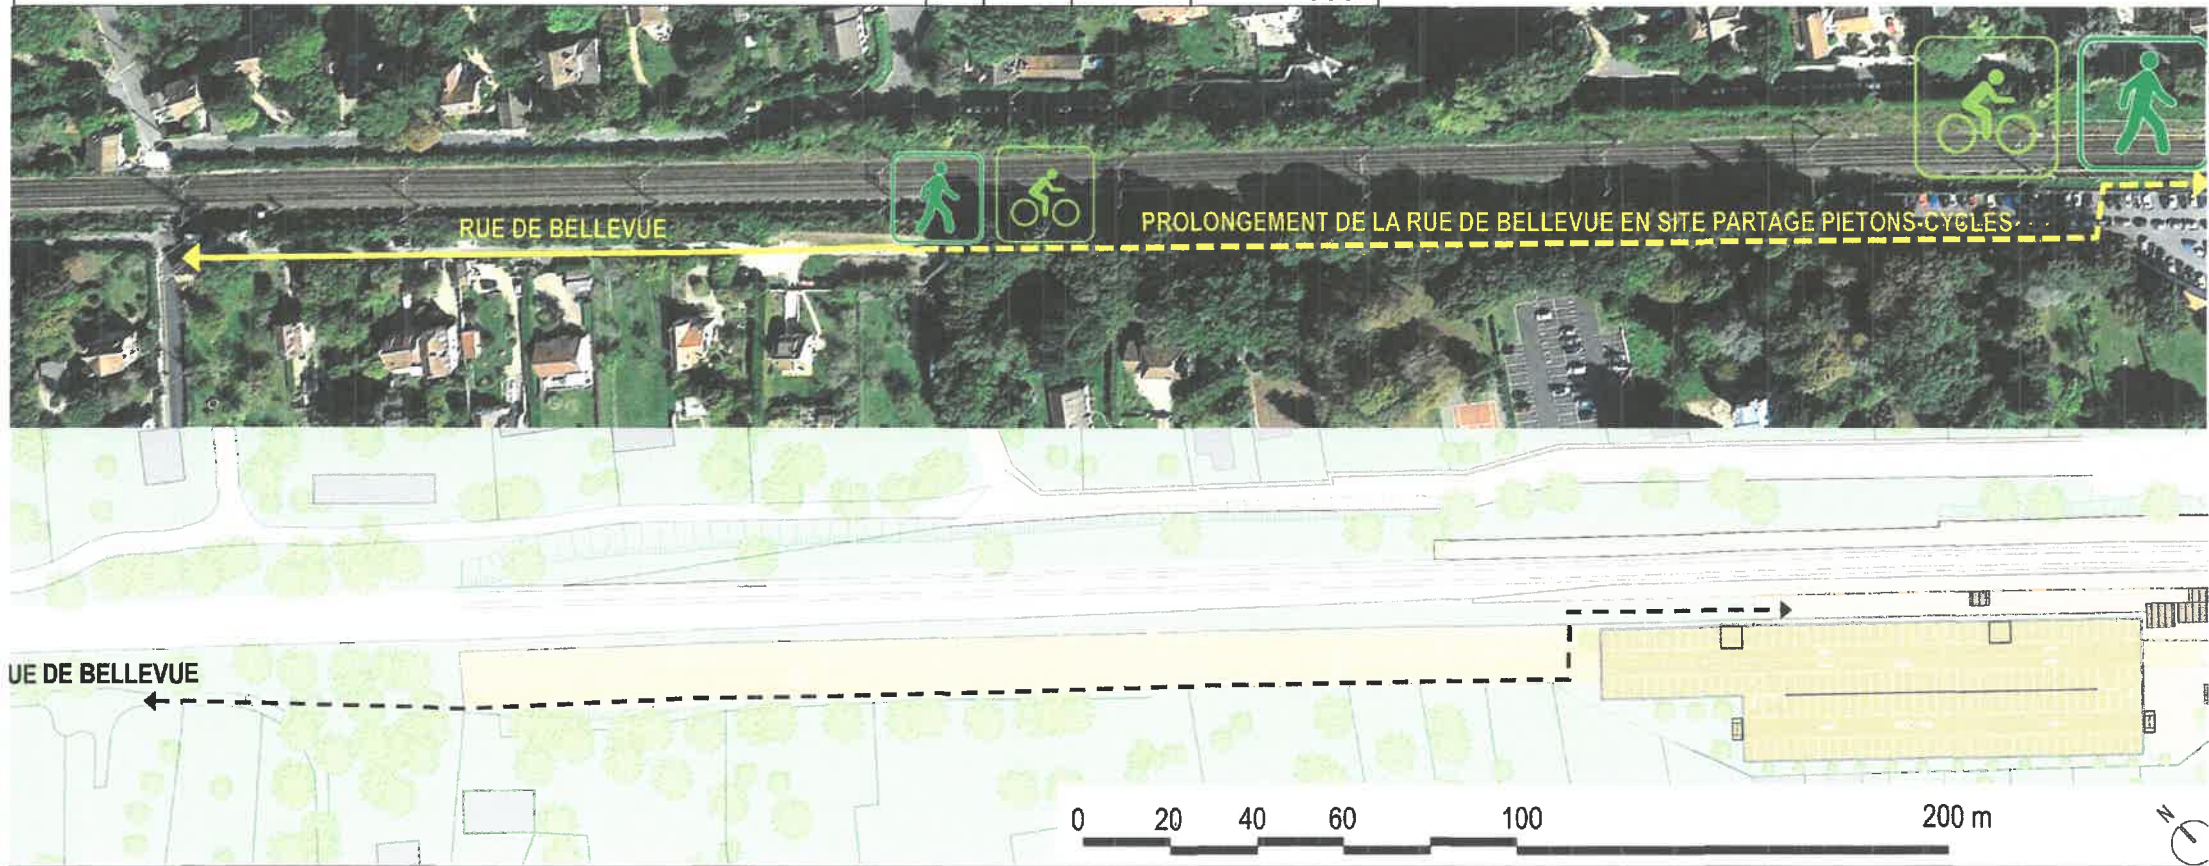 RUE DE BELLEVUE
PROLONGEMENT DE LA RUE DE BELLEVUE EN SITE PARTAGE PIETONS-CYCLES
UE DE BELLEVUE
0 20 40 60 100 200 m
N